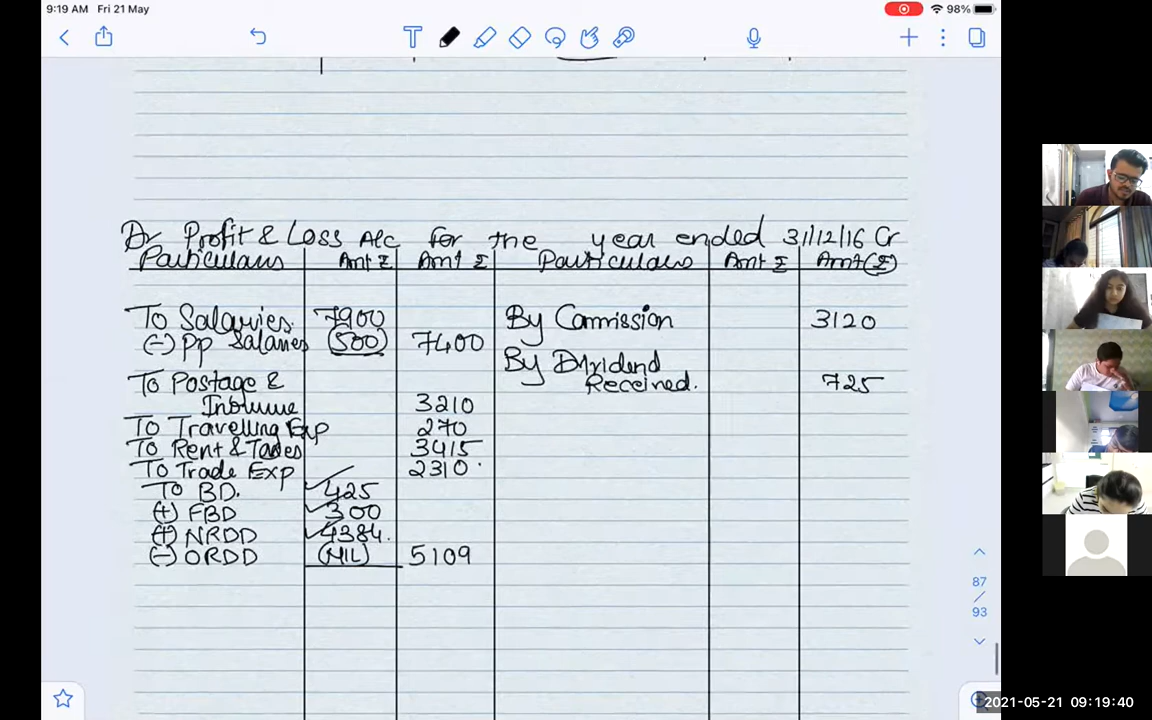 9:19 AM Fri 21 May
98%
Dr Profit & Loss A/c for the year ended 31/12/16 Cr
Particulars Amt ₹ Amt ₹ Particulars Amt ₹ Amt (₹)
To Salaries 7900 By Commission 3120
(-) Pp Salaries (500) 7400
By Dividend
Received. 725
To Postage &
3210
To Travelling Exp 270
To Rent & Taxes 3415
To Trade Exp 2310
To BD. 425
(+) FBD 300
(+) NRDD 4384.
(-) ORDD (NIL) 5109
87
/
93
2021-05-21 09:19:40